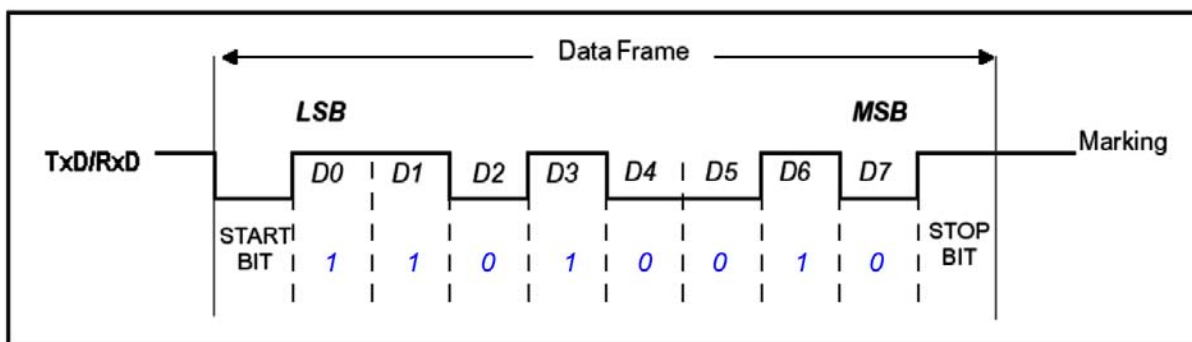 Data Frame
LSB MSB
TxD/RxD Marking
D0 D1 D2 D3 D4 D5 D6 D7
START BIT 1 1 0 1 0 0 1 0 STOP BIT